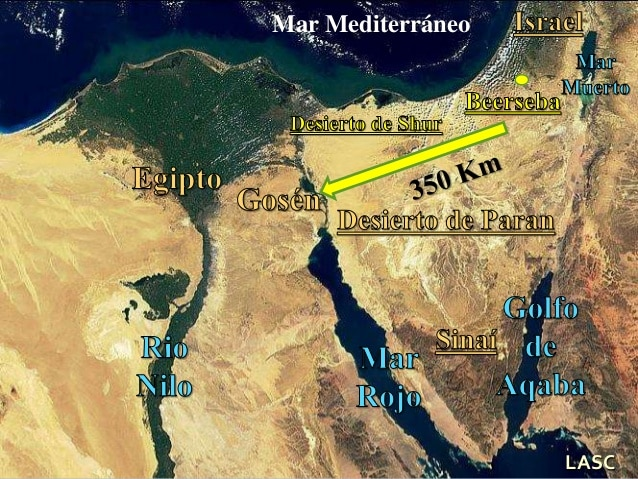 Mar Mediterráneo
Israel
Mar
Muerto
Beerseba
Desierto de Shur
350 Km
Egipto
Gosén
Desierto de Paran
Golfo
de
Aqaba
Sinaí
Rio
Nilo
Mar
Rojo
LASC